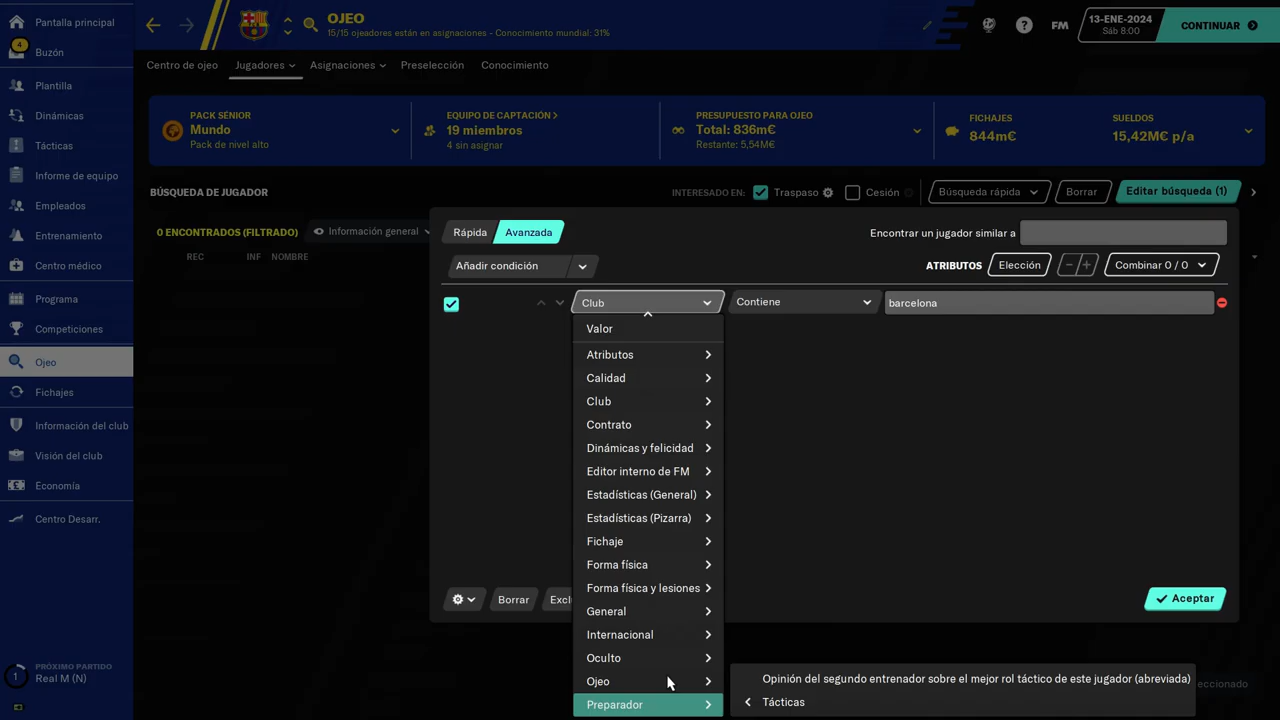 Pantalla principal
4
Buzón
Plantilla
Dinámicas
Tácticas
Informe de equipo
Empleados
Entrenamiento
Centro médico
Programa
Competiciones
Ojeo
Fichajes
Información del club
Visión del club
Economía
Centro Desarr.
PRÓXIMO PARTIDO
1
Real M (N)
OJEO
15/15 ojeadores están en asignaciones - Conocimiento mundial: 31%
FM
13-ENE-2024
Sáb 8:00
CONTINUAR
Centro de ojeo
Jugadores
Asignaciones
Preselección
Conocimiento
PACK SÉNIOR
Mundo
Pack de nivel alto
EQUIPO DE CAPTACIÓN
19 miembros
4 sin asignar
PRESUPUESTO PARA OJEO
Total: 836m€
Restante: 5,54M€
FICHAJES
844m€
SUELDOS
15,42M€ p/a
BÚSQUEDA DE JUGADOR
INTERESADO EN:
Traspaso
Cesión
Búsqueda rápida
Borrar
Editar búsqueda (1)
0 ENCONTRADOS (FILTRADO)
Información general
REC
INF
NOMBRE
Rápida
Avanzada
Encontrar un jugador similar a
Añadir condición
ATRIBUTOS
Elección
- / +
Combinar 0 / 0
Club
Contiene
barcelona
Valor
Atributos
Calidad
Club
Contrato
Dinámicas y felicidad
Editor interno de FM
Estadísticas (General)
Estadísticas (Pizarra)
Fichaje
Forma física
Forma física y lesiones
General
Internacional
Oculto
Ojeo
Preparador
Borrar
Exclu
Aceptar
Opinión del segundo entrenador sobre el mejor rol táctico de este jugador (abreviada)
Tácticas